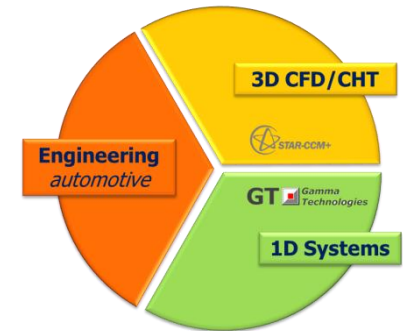 3D CFD/CHT
STAR-CCM+
Engineering
automotive
GT Gamma
Technologies
1D Systems